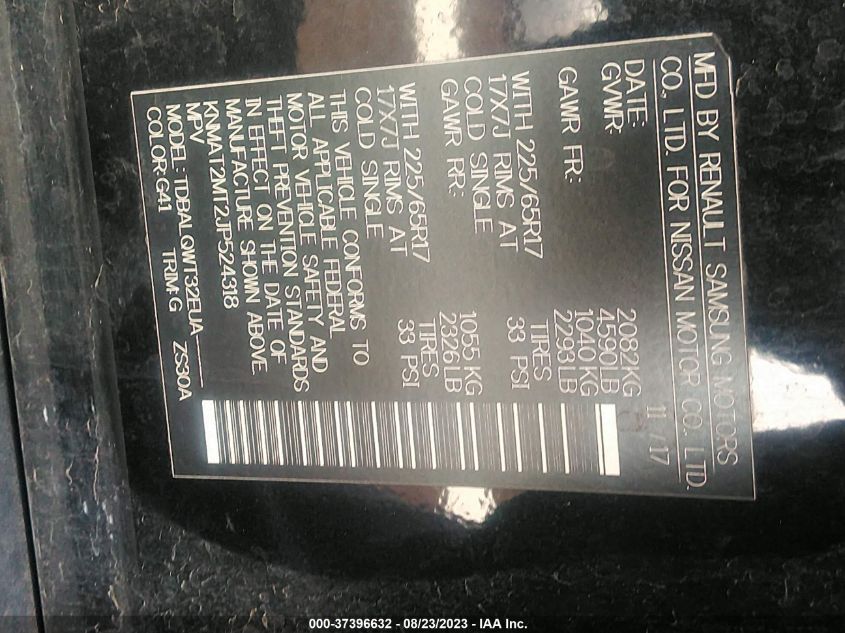 MFD BY RENAULT SAMSUNG MOTORS
CO., LTD. FOR NISSAN MOTOR CO. LTD.
DATE: 11 /17
GVWR: 2082KG
4590LB
GAWR FR: 1040 KG
2293LB
WITH 225/65R17 TIRES
17X7J RIMS AT 33 PSI
COLD SINGLE
GAWR RR: 1055 KG
2326LB
WITH 225/65R17 TIRES
17X7J RIMS AT 33 PSI
COLD SINGLE
THIS VEHICLE CONFORMS TO
ALL APPLICABLE FEDERAL
MOTOR VEHICLE SAFETY AND
THEFT PREVENTION STANDARDS
IN EFFECT ON THE DATE OF
MANUFACTURE SHOWN ABOVE
KNMAT2MT2JP524318
MPV
MODEL: TDBALQWT32EUA-----
COLOR: G41 TRIM: G ZS30A
000-37396632 - 08/23/2023 - IAA Inc.